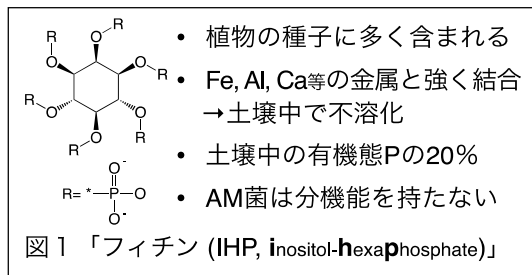 R
R
R
O
O
O
R
O
O
R
O
R
R= *-P-O
O-
O-
• 植物の種子に多く含まれる
• Fe, Al, Ca等の金属と強く結合
→土壌中で不溶化
• 土壌中の有機態Pの20%
• AM菌は分機能を持たない
図1 「フィチン (IHP, inositol-hexaphosphate)」